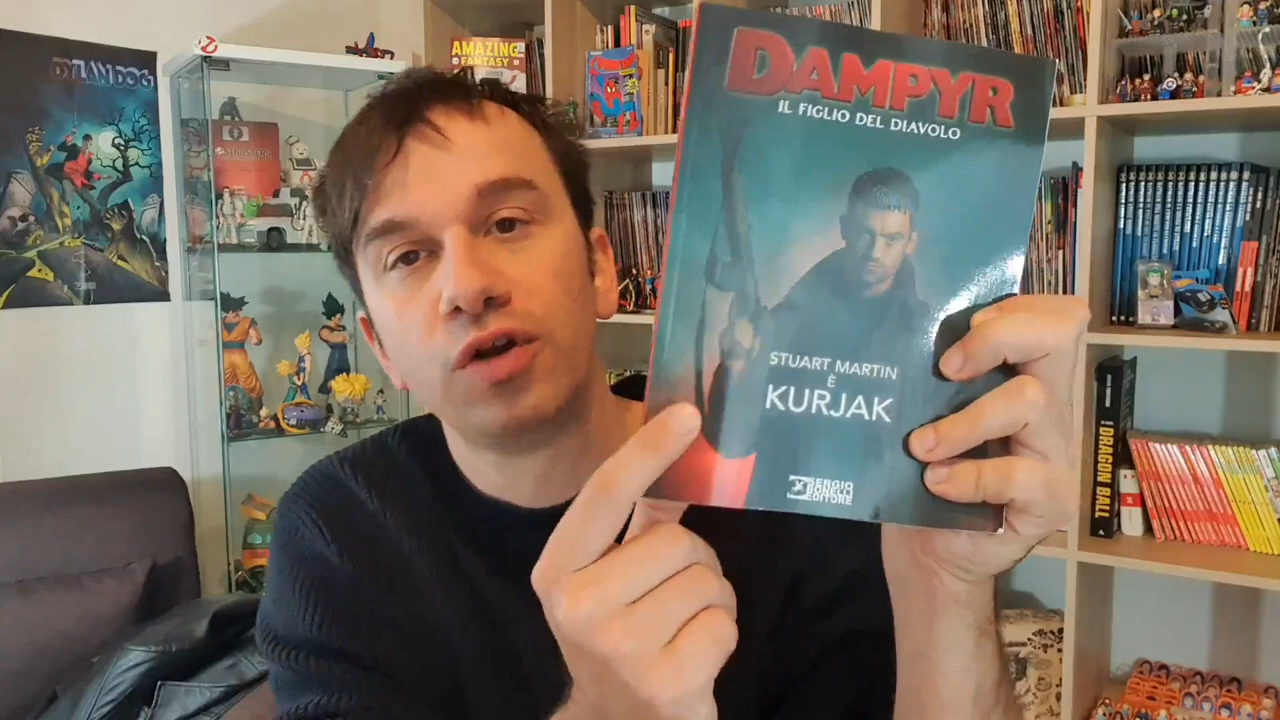 DYLAN DOG
AMAZING
FANTASY
DAMPYR
IL FIGLIO DEL DIAVOLO
STUART MARTIN
È
KURJAK
SERGIO
BONELLI
EDITORE
DRAGON BALL